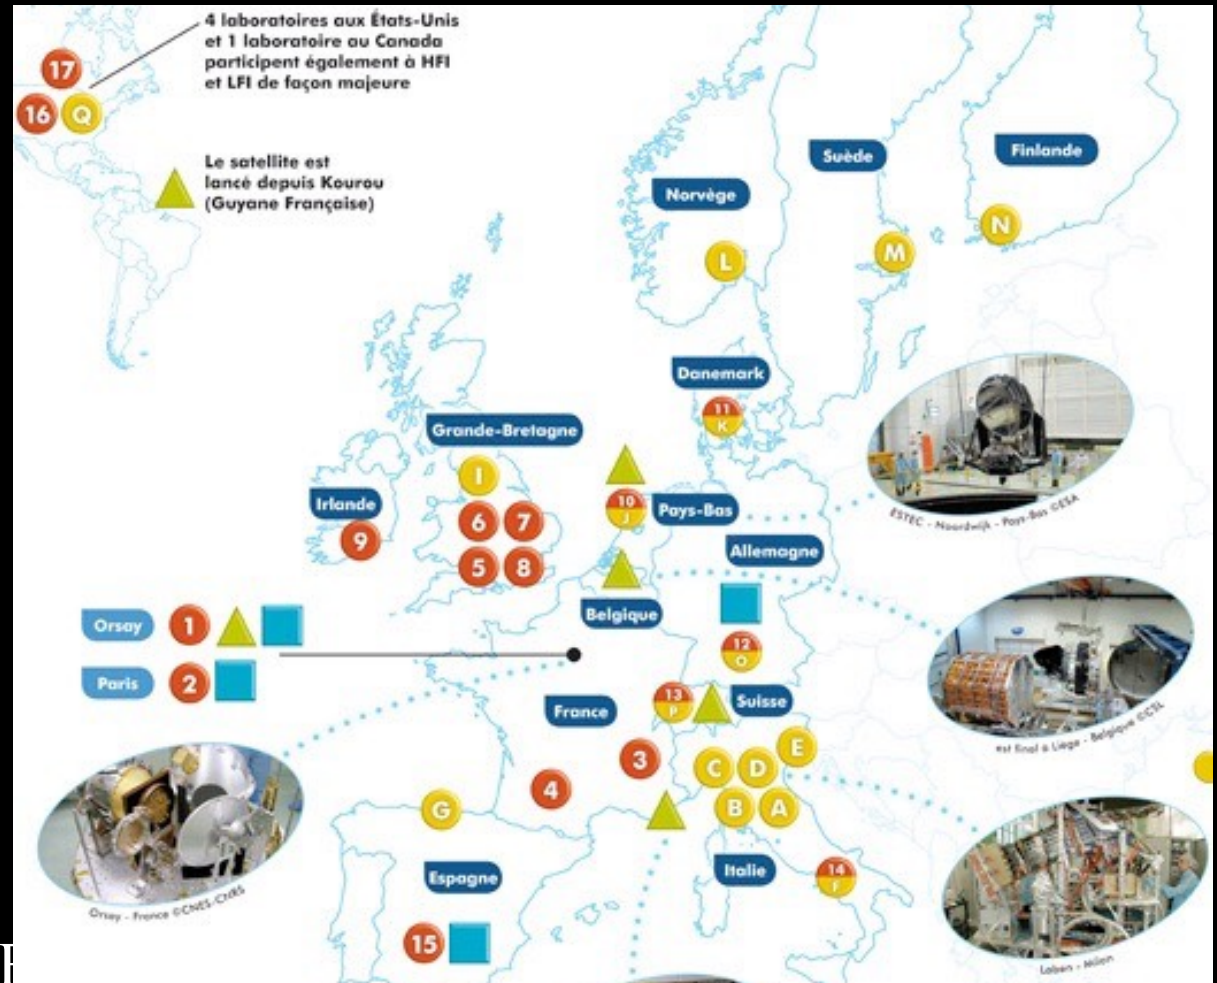 4 laboratoires aux États-Unis
et 1 laboratoire au Canada
participent également à HFI
et LFI de façon majeure
17
16 Q
Le satellite est
lancé depuis Kourou
(Guyane Française)
Suède
Finlande
Norvège
N
M
L
Danemark
11
K
Grande-Bretagne
I
Irlande
9
6 7
5 8
10
J
Pays-Bas
ESTEC - Noordwijk - Pays-Bas ©ESA
Allemagne
Belgique
12
O
Orsay 1
Paris 2
13
P
Suisse
France
est final à Liège - Belgique ©CSL
3
4
E
C D
B A
G
Italie
14
F
Espagne
15
Orsay - France ©CNES-CNRS
Laben - Milan